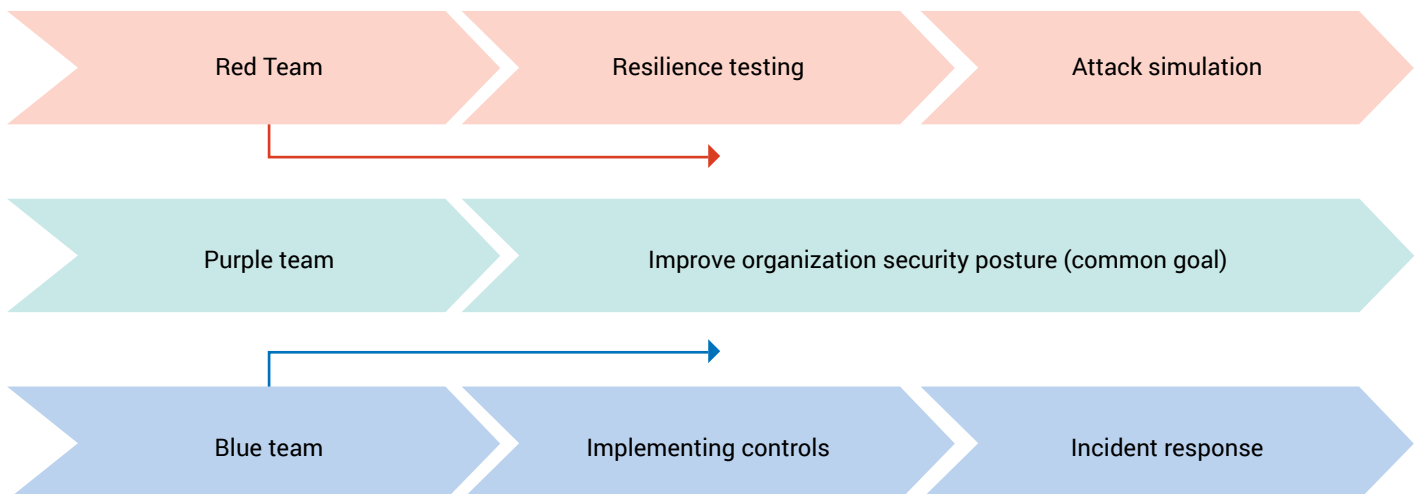 Red Team
Resilience testing
Attack simulation
Purple team
Improve organization security posture (common goal)
Blue team
Implementing controls
Incident response